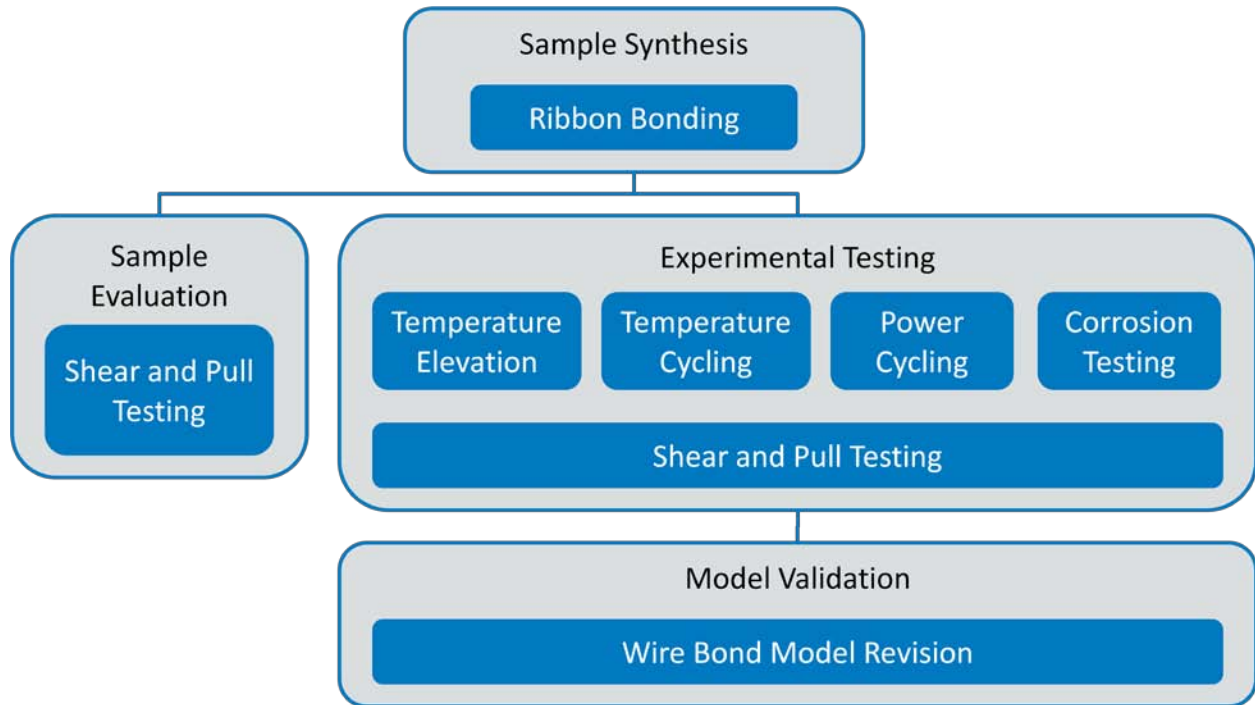 Sample Synthesis
Ribbon Bonding
Sample
Evaluation
Shear and Pull
Testing
Experimental Testing
Temperature
Elevation
Temperature
Cycling
Power
Cycling
Corrosion
Testing
Shear and Pull Testing
Model Validation
Wire Bond Model Revision